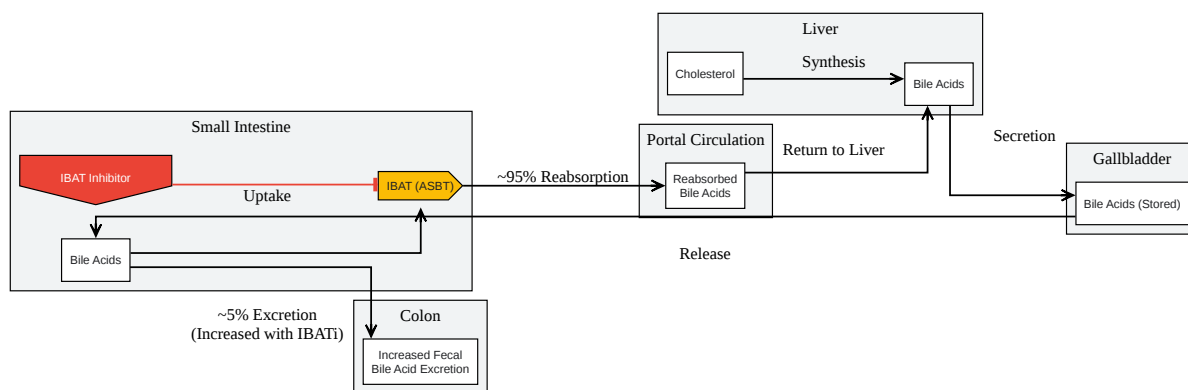 Liver
Cholesterol
Synthesis
Bile Acids
Small Intestine
Portal Circulation
Return to Liver
Secretion
Gallbladder
IBAT Inhibitor
Uptake
IBAT (ASBT)
~95% Reabsorption
Reabsorbed
Bile Acids
Bile Acids (Stored)
Bile Acids
Release
~5% Excretion
(Increased with IBATi)
Colon
Increased Fecal
Bile Acid Excretion